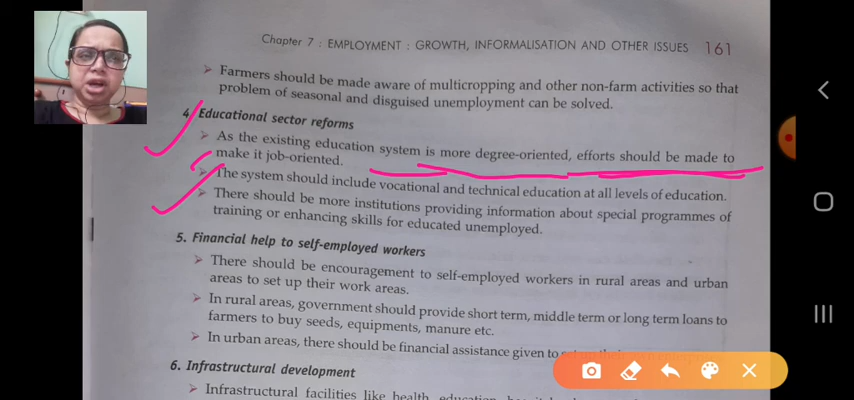 Chapter 7 : EMPLOYMENT : GROWTH, INFORMALISATION AND OTHER ISSUES 161
➤ Farmers should be made aware of multicropping and other non-farm activities so that
problem of seasonal and disguised unemployment can be solved.
4. Educational sector reforms
➤ As the existing education system is more degree-oriented, efforts should be made to
make it job-oriented.
➤ The system should include vocational and technical education at all levels of education.
➤ There should be more institutions providing information about special programmes of
training or enhancing skills for educated unemployed.
5. Financial help to self-employed workers
➤ There should be encouragement to self-employed workers in rural areas and urban
areas to set up their work areas.
➤ In rural areas, government should provide short term, middle term or long term loans to
farmers to buy seeds, equipments, manure etc.
➤ In urban areas, there should be financial assistance given to
6. Infrastructural development
➤ Infrastructural facilities like health, education,